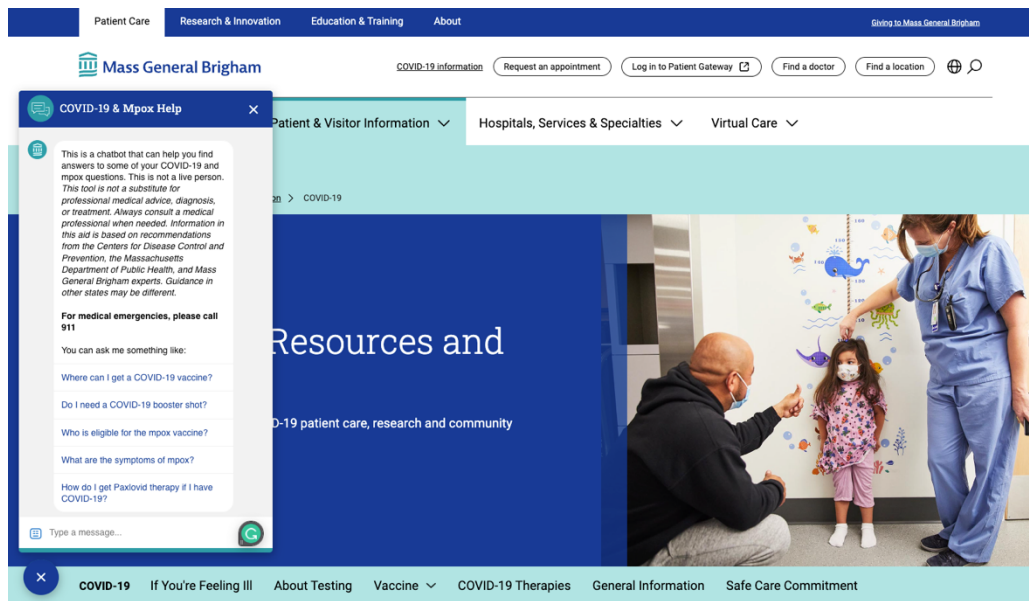 Patient Care Research & Innovation Education & Training About Giving to Mass General Brigham
Mass General Brigham COVID-19 information Request an appointment Log in to Patient Gateway Find a doctor Find a location
COVID-19 & Mpox Help
Patient & Visitor Information Hospitals, Services & Specialties Virtual Care
COVID-19
This is a chatbot that can help you find
answers to some of your COVID-19 and
mpox questions. This is not a live person.
This tool is not a substitute for
professional medical advice, diagnosis,
or treatment. Always consult a medical
professional when needed. Information in
this aid is based on recommendations
from the Centers for Disease Control and
Prevention, the Massachusetts
Department of Public Health, and Mass
General Brigham experts. Guidance in
other states may be different.
For medical emergencies, please call
911
You can ask me something like:
Where can I get a COVID-19 vaccine?
Do I need a COVID-19 booster shot?
Who is eligible for the mpox vaccine?
What are the symptoms of mpox?
How do I get Paxlovid therapy if I have
COVID-19?
Type a message...
Resources and
D-19 patient care, research and community
COVID-19 If You're Feeling Ill About Testing Vaccine COVID-19 Therapies General Information Safe Care Commitment